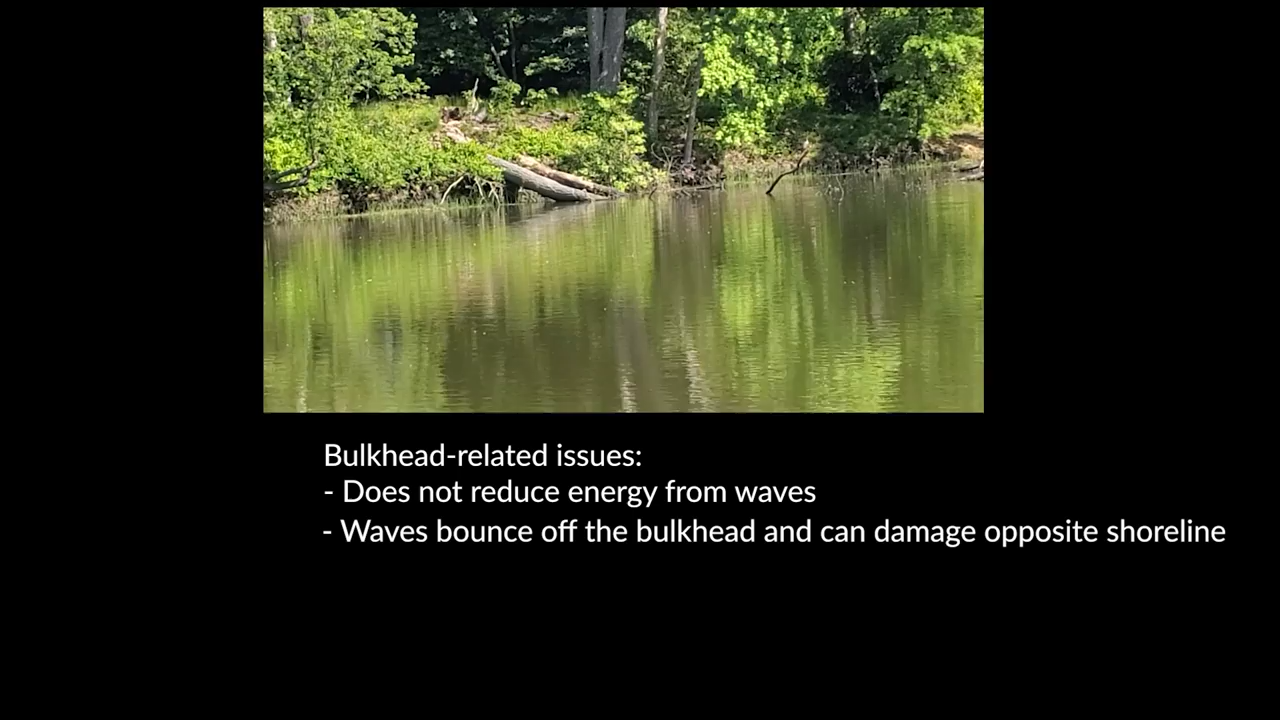 Bulkhead-related issues:
- Does not reduce energy from waves
- Waves bounce off the bulkhead and can damage opposite shoreline